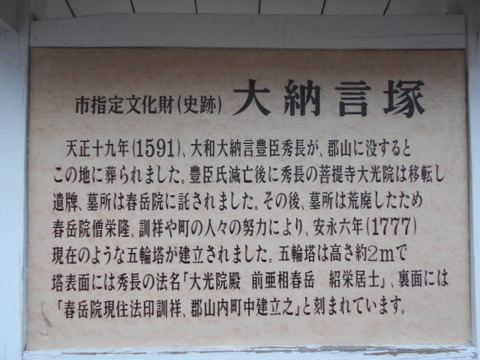 市指定文化財(史跡) 大納言塚
天正十九年(1591)、大和大納言豊臣秀長が、郡山に没すると
この地に葬られました。豊臣氏滅亡後に秀長の菩提寺大光院は移転し
遺牌、墓所は春岳院に託されました。その後、墓所は荒廃したため
春岳院僧栄隆、訓祥や町の人々の努力により、安永六年(1777)
現在のような五輪塔が建立されました。五輪塔は高さ約2mで
塔表面には秀長の法名「大光院殿 前亜相春岳 紹栄居士」、裏面には
「春岳院現住法印訓祥、郡山内町中建立之」と刻まれています。